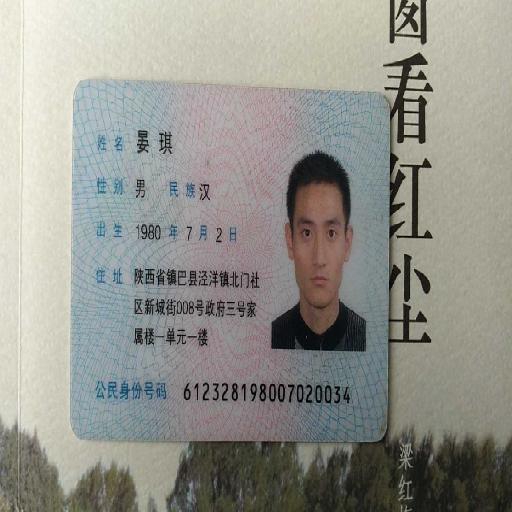 姓名 晏琪
性别 男 民族 汉
出生 1980 年 7 月 2 日
住址 陕西省镇巴县泾洋镇北门社
区新城街008号政府三号家
属楼一单元一楼
公民身份号码 612328198007020034
看红尘
梁红